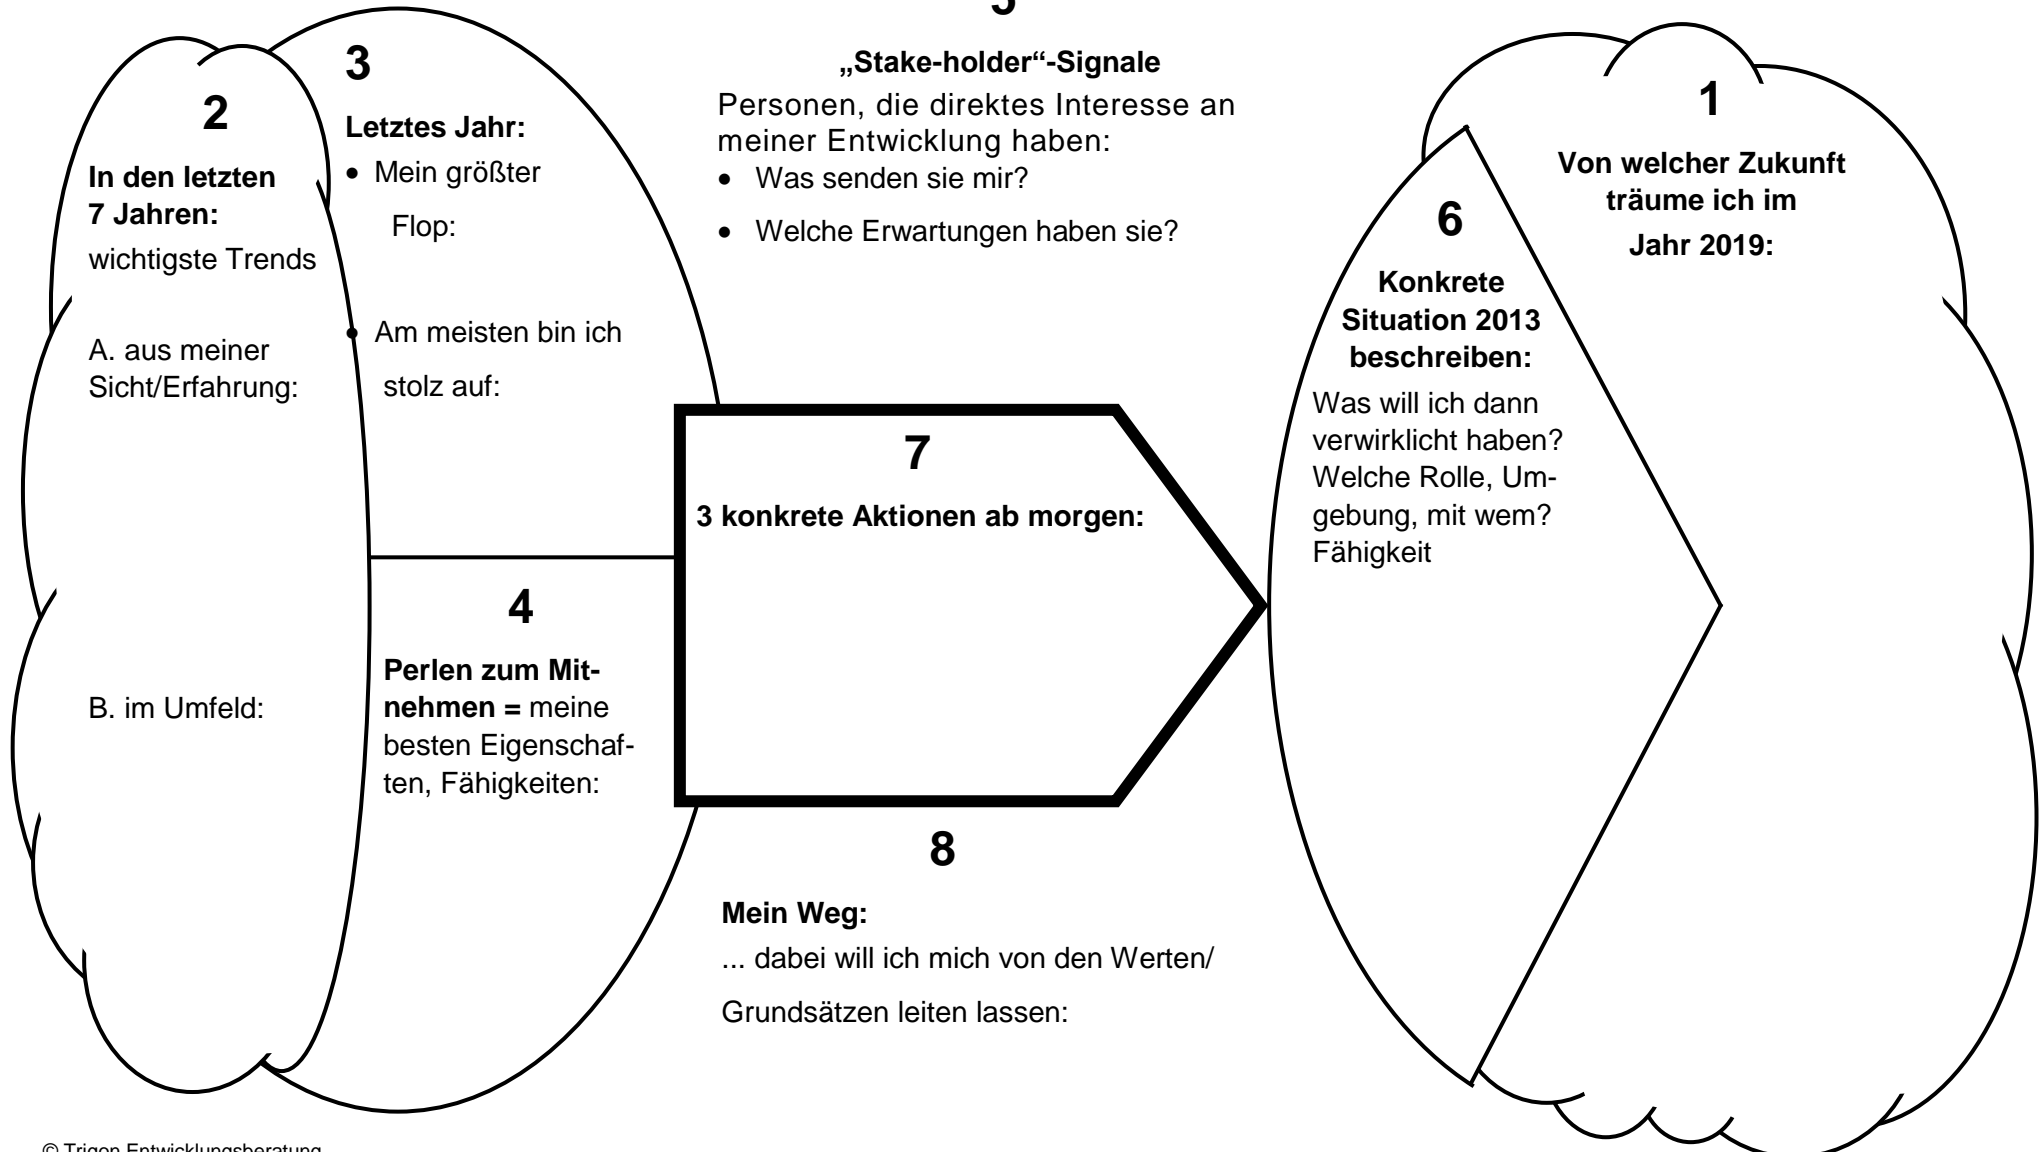 2
In den letzten
7 Jahren:
wichtigste Trends
A. aus meiner
Sicht/Erfahrung:
B. im Umfeld:
3
Letztes Jahr:
• Mein größter
Flop:
• Am meisten bin ich
stolz auf:
4
Perlen zum Mit-
nehmen = meine
besten Eigenschaf-
ten, Fähigkeiten:
5
„Stake-holder“-Signale
Personen, die direktes Interesse an
meiner Entwicklung haben:
• Was senden sie mir?
• Welche Erwartungen haben sie?
7
3 konkrete Aktionen ab morgen:
8
Mein Weg:
... dabei will ich mich von den Werten/
Grundsätzen leiten lassen:
6
Konkrete
Situation 2013
beschreiben:
Was will ich dann
verwirklicht haben?
Welche Rolle, Um-
gebung, mit wem?
Fähigkeit
1
Von welcher Zukunft
träume ich im
Jahr 2019:
© Trigon Entwicklungsberatung